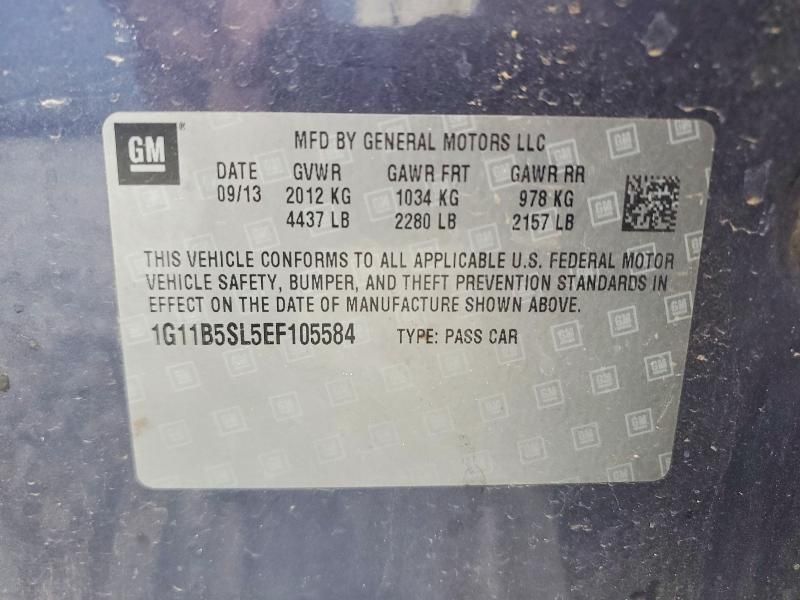 GM®
MFD BY GENERAL MOTORS LLC
DATE GVWR GAWR FRT GAWR RR
09/13 2012 KG 1034 KG 978 KG
4437 LB 2280 LB 2157 LB
THIS VEHICLE CONFORMS TO ALL APPLICABLE U.S. FEDERAL MOTOR
VEHICLE SAFETY, BUMPER, AND THEFT PREVENTION STANDARDS IN
EFFECT ON THE DATE OF MANUFACTURE SHOWN ABOVE.
1G11B5SL5EF105584 TYPE: PASS CAR